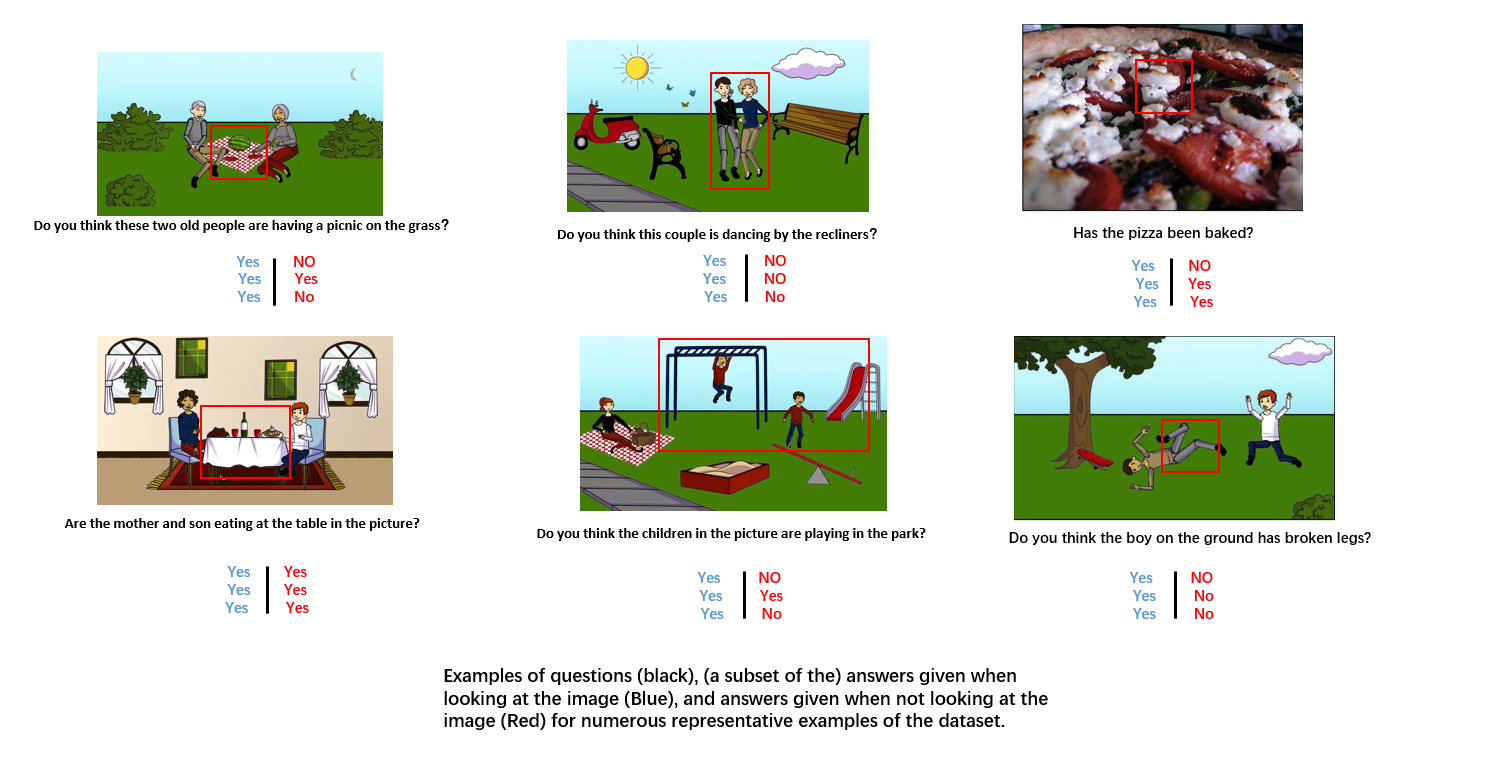 Do you think these two old people are having a picnic on the grass?
Yes NO
Yes Yes
Yes No
Do you think this couple is dancing by the recliners?
Yes NO
Yes NO
Yes No
Has the pizza been baked?
Yes NO
Yes Yes
Yes Yes
Are the mother and son eating at the table in the picture?
Yes Yes
Yes Yes
Yes Yes
Do you think the children in the picture are playing in the park?
Yes NO
Yes Yes
Yes No
Do you think the boy on the ground has broken legs?
Yes NO
Yes No
Yes No
Examples of questions (black), (a subset of the) answers given when
looking at the image (Blue), and answers given when not looking at the
image (Red) for numerous representative examples of the dataset.